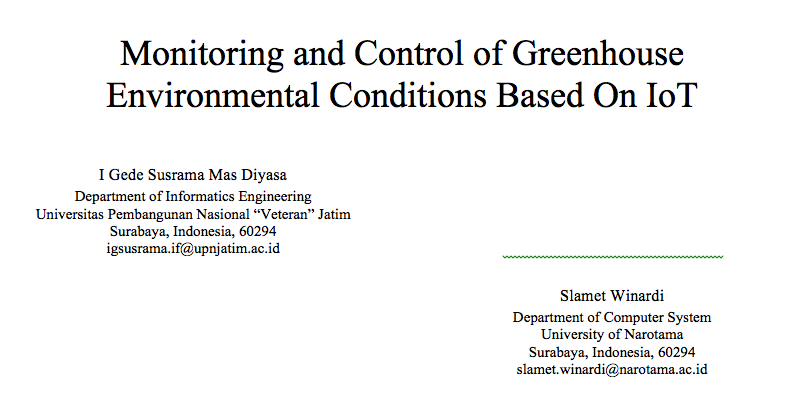 Monitoring and Control of Greenhouse
Environmental Conditions Based On IoT
I Gede Susrama Mas Diyasa
Department of Informatics Engineering
Universitas Pembangunan Nasional “Veteran” Jatim
Surabaya, Indonesia, 60294
igsusrama.if@upnjatim.ac.id
Slamet Winardi
Department of Computer System
University of Narotama
Surabaya, Indonesia, 60294
slamet.winardi@narotama.ac.id